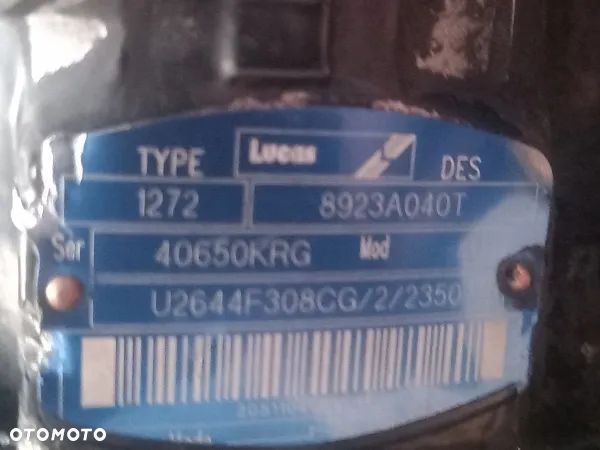 TYPE Lucas DES
1272 8923A040T
Ser 40650KRG Mod
U2644F308CG/2/2350
OTOMOTO